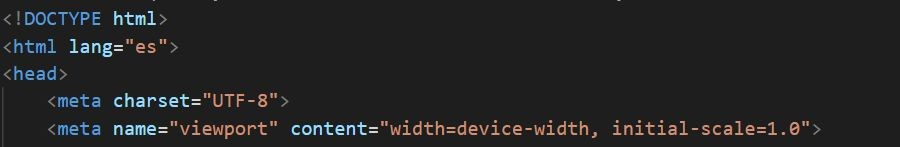 <!DOCTYPE html>
<html lang="es">
<head>
    <meta charset="UTF-8">
    <meta name="viewport" content="width=device-width, initial-scale=1.0">